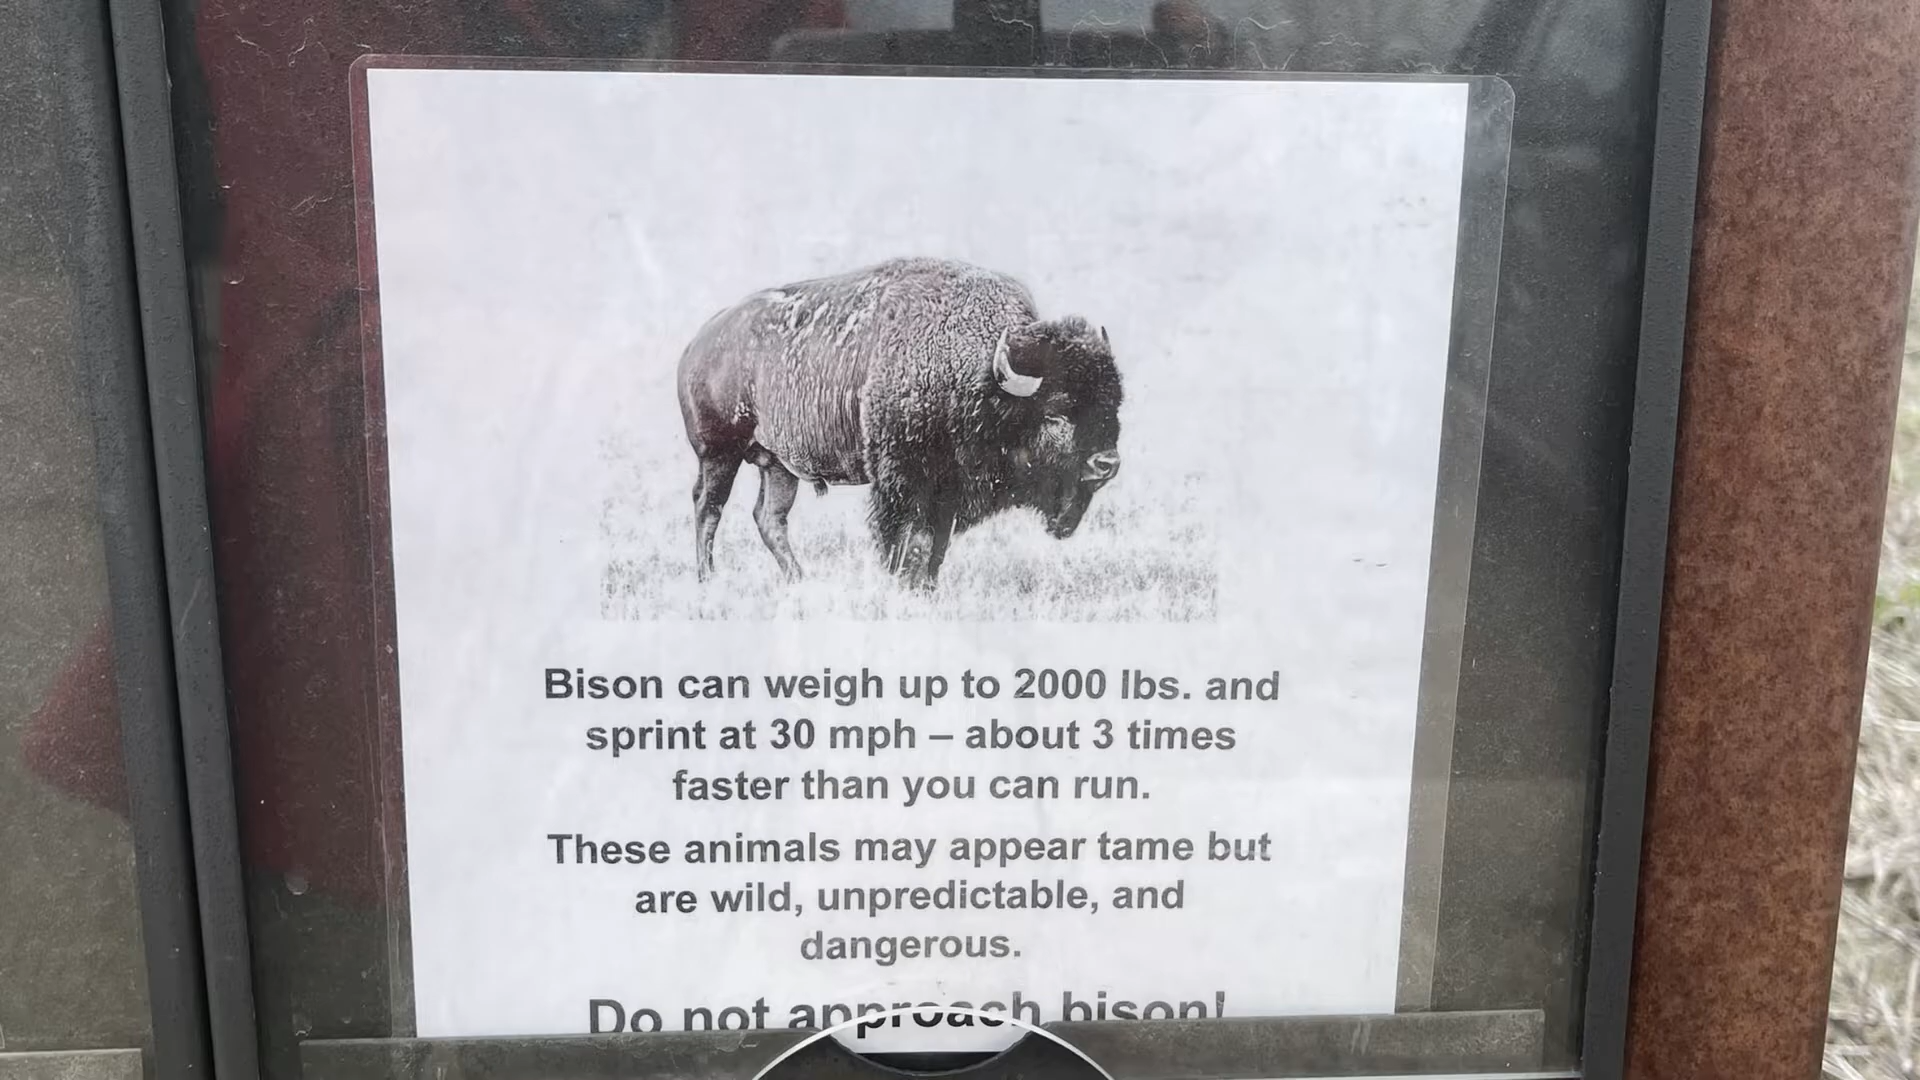 Bison can weigh up to 2000 lbs. and
sprint at 30 mph – about 3 times
faster than you can run.
These animals may appear tame but
are wild, unpredictable, and
dangerous.
Do not approach bison!